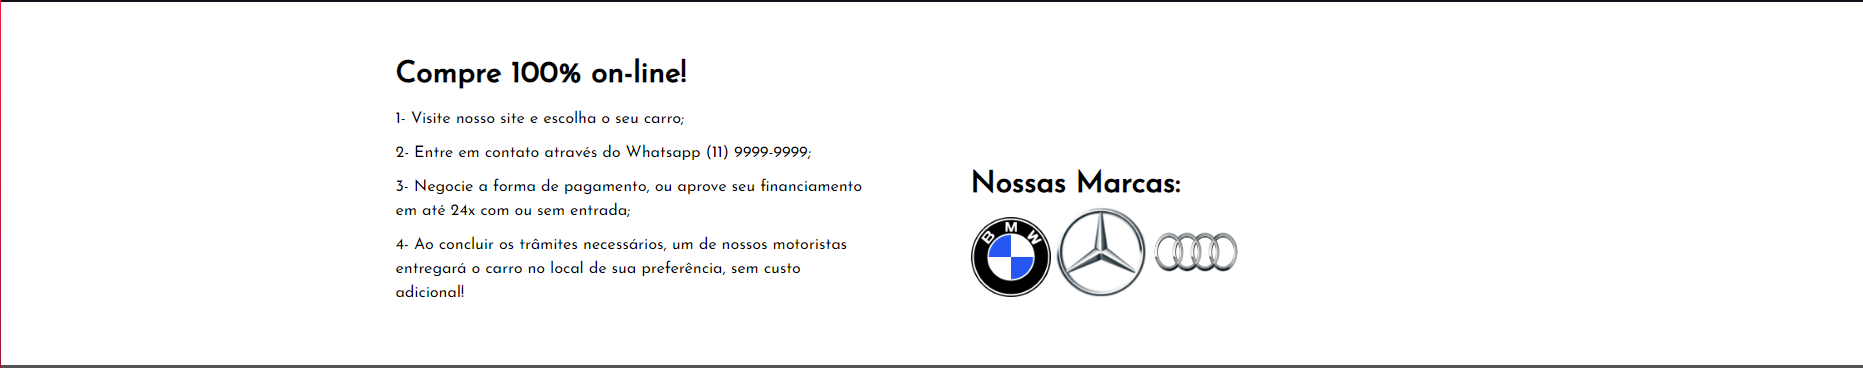 Compre 100% on-line!
1- Visite nosso site e escolha o seu carro;
2- Entre em contato através do Whatsapp (11) 9999-9999;
3- Negocie a forma de pagamento, ou aprove seu financiamento
em até 24x com ou sem entrada;
4- Ao concluir os trâmites necessários, um de nossos motoristas
entregará o carro no local de sua preferência, sem custo
adicional!
Nossas Marcas:
BMW